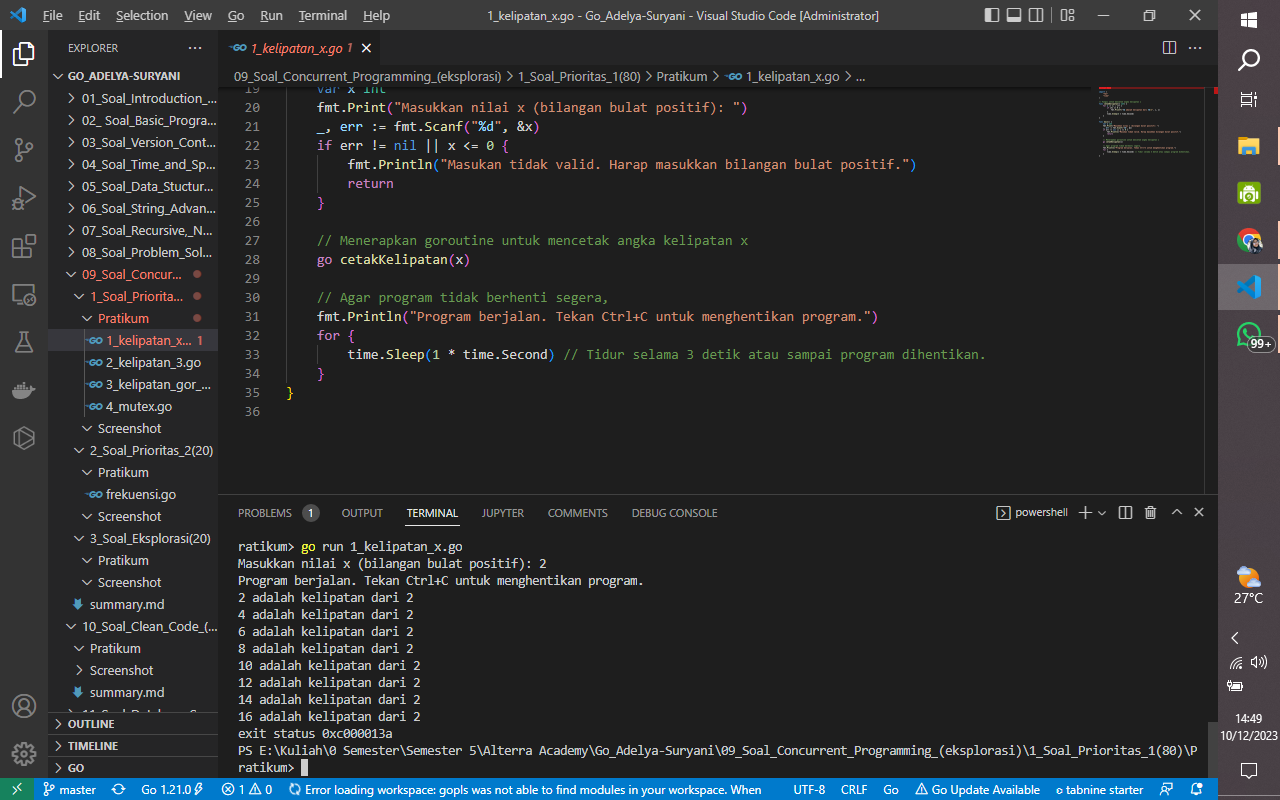 File Edit Selection View Go Run Terminal Help
1_kelipatan_x.go - Go_Adelya-Suryani - Visual Studio Code [Administrator]
EXPLORER
GO_ADELYA-SURYANI
01_Soal_Introduction_...
02_ Soal_Basic_Progra...
03_Soal_Version_Cont...
04_Soal_Time_and_Sp...
05_Soal_Data_Stucture...
06_Soal_String_Advan...
07_Soal_Recursive,_N...
08_Soal_Problem_Sol...
09_Soal_Concur...
1_Soal_Priorita...
Pratikum
GO 1_kelipatan_x... 1
GO 2_kelipatan_3.go
GO 3_kelipatan_gor_...
GO 4_mutex.go
Screenshot
2_Soal_Prioritas_2(20)
Pratikum
GO frekuensi.go
Screenshot
3_Soal_Eksplorasi(20)
Pratikum
Screenshot
summary.md
10_Soal_Clean_Code_(...
Pratikum
Screenshot
summary.md
OUTLINE
TIMELINE
GO
GO 1_kelipatan_x.go 1
09_Soal_Concurrent_Programming_(eksplorasi) > 1_Soal_Prioritas_1(80) > Pratikum > GO 1_kelipatan_x.go > ...
19 var x int
20 fmt.Print("Masukkan nilai x (bilangan bulat positif): ")
21 _, err := fmt.Scanf("%d", &x)
22 if err != nil || x <= 0 {
23 fmt.Println("Masukan tidak valid. Harap masukkan bilangan bulat positif.")
24 return
25 }
26
27 // Menerapkan goroutine untuk mencetak angka kelipatan x
28 go cetakKelipatan(x)
29
30 // Agar program tidak berhenti segera,
31 fmt.Println("Program berjalan. Tekan Ctrl+C untuk menghentikan program.")
32 for {
33 time.Sleep(1 * time.Second) // Tidur selama 3 detik atau sampai program dihentikan.
34 }
35 }
36
PROBLEMS 1 OUTPUT TERMINAL JUPYTER COMMENTS DEBUG CONSOLE
powershell
ratikum> go run 1_kelipatan_x.go
Masukkan nilai x (bilangan bulat positif): 2
Program berjalan. Tekan Ctrl+C untuk menghentikan program.
2 adalah kelipatan dari 2
4 adalah kelipatan dari 2
6 adalah kelipatan dari 2
8 adalah kelipatan dari 2
10 adalah kelipatan dari 2
12 adalah kelipatan dari 2
14 adalah kelipatan dari 2
16 adalah kelipatan dari 2
exit status 0xc000013a
PS E:\Kuliah\0 Semester\Semester 5\Alterra Academy\Go_Adelya-Suryani\09_Soal_Concurrent_Programming_(eksplorasi)\1_Soal_Prioritas_1(80)\P
ratikum>
master Go 1.21.0 1 0 Error loading workspace: gopls was not able to find modules in your workspace. When UTF-8 CRLF Go Go Update Available tabnine starter
99+
27°C
14:49
10/12/2023